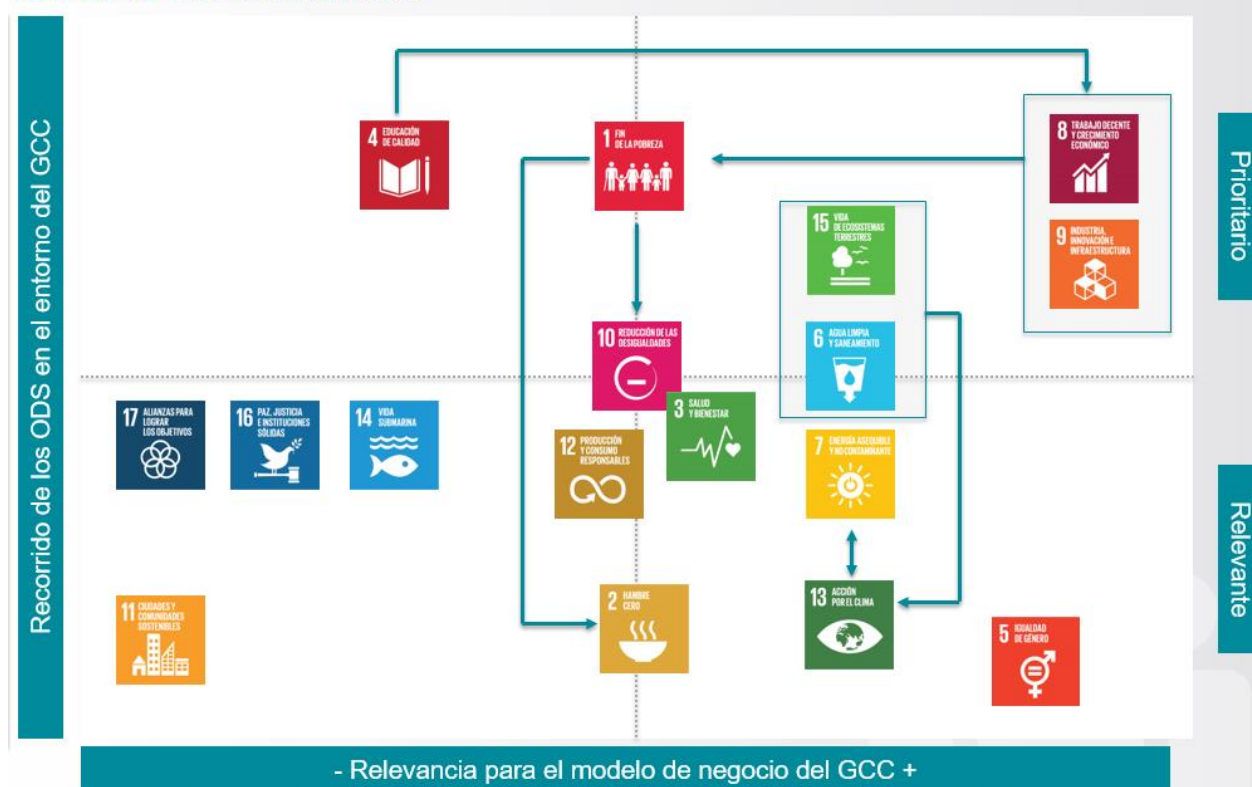 Recorrido de los ODS en el entorno del GCC
4 EDUCACIÓN
DE CALIDAD
1 FIN
DE LA POBREZA
8 TRABAJO DECENTE
Y CRECIMIENTO
ECONÓMICO
15 VIDA
DE ECOSISTEMAS
TERRESTRES
9 INDUSTRIA,
INNOVACIÓN E
INFRAESTRUCTURA
Prioritario
10 REDUCCIÓN DE LAS
DESIGUALDADES
6 AGUA LIMPIA
Y SANEAMIENTO
17 ALIANZAS PARA
LOGRAR
LOS OBJETIVOS
16 PAZ, JUSTICIA
E INSTITUCIONES
SÓLIDAS
14 VIDA
SUBMARINA
3 SALUD
Y BIENESTAR
12 PRODUCCIÓN
Y CONSUMO
RESPONSABLES
7 ENERGÍA ASEQUIBLE
Y NO CONTAMINANTE
Relevante
11 CIUDADES Y
COMUNIDADES
SOSTENIBLES
2 HAMBRE
CERO
13 ACCIÓN
POR EL CLIMA
5 IGUALDAD
DE GÉNERO
- Relevancia para el modelo de negocio del GCC +